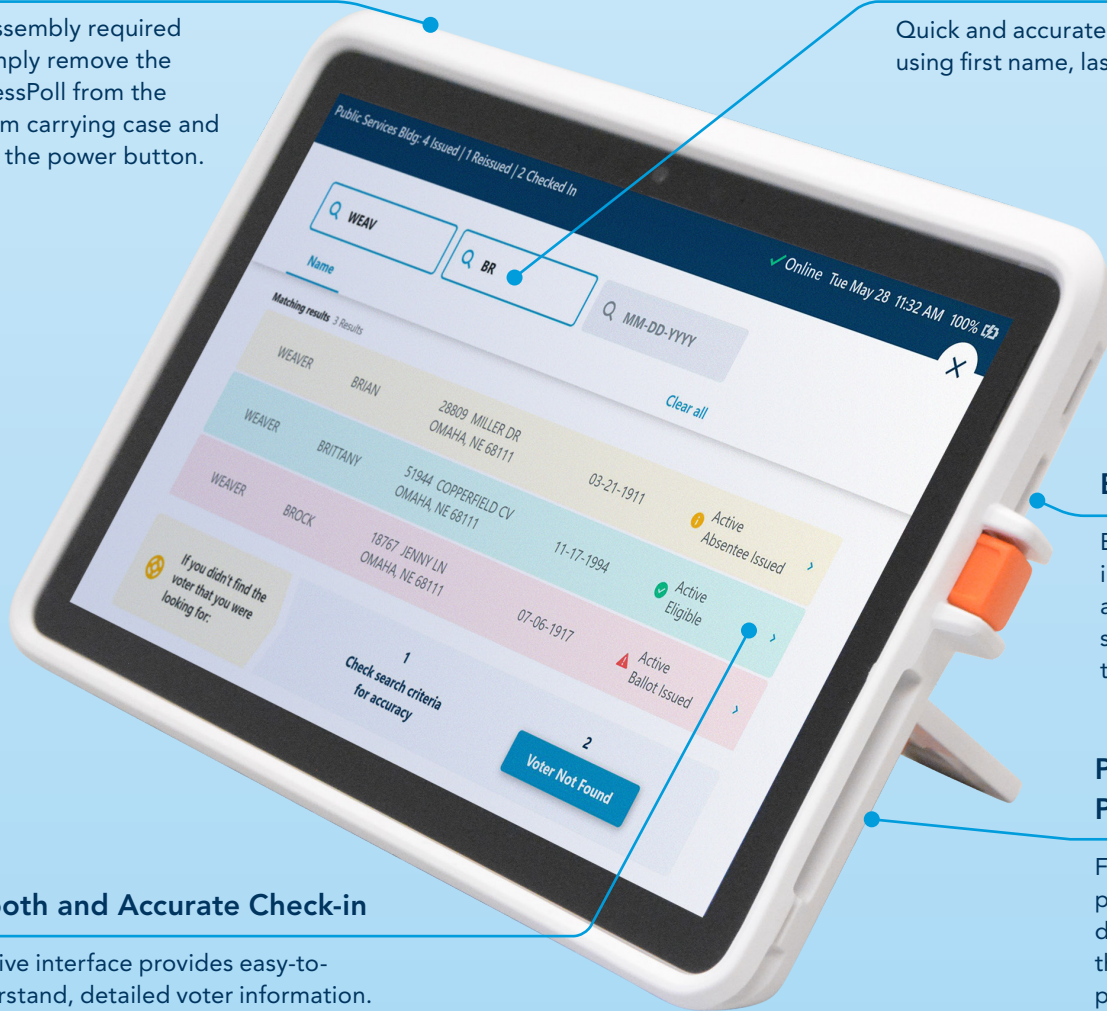 ssembly required
nply remove the
essPoll from the
m carrying case and
the power button.
Quick and accurate
using first name, las
Public Services Bldg: 4 Issued | 1 Reissued | 2 Checked In
Online Tue May 28 11:32 AM 100%
WEAV
BR
MM-DD-YYYY
Name
Clear all
Matching results 3 Results
WEAVER BRIAN 28809 MILLER DR 03-21-1911 Active
OMAHA, NE 68111 Absentee Issued
WEAVER BRITTANY 51944 COPPERFIELD CV 11-17-1994 Active
OMAHA, NE 68111 Eligible
WEAVER BROCK 18767 JENNY LN 07-06-1917 Active
OMAHA, NE 68111 Ballot Issued
If you didn't find the
voter that you were
looking for:
1
Check search criteria
for accuracy
2
Voter Not Found
ooth and Accurate Check-in
ive interface provides easy-to-
rstand, detailed voter information.